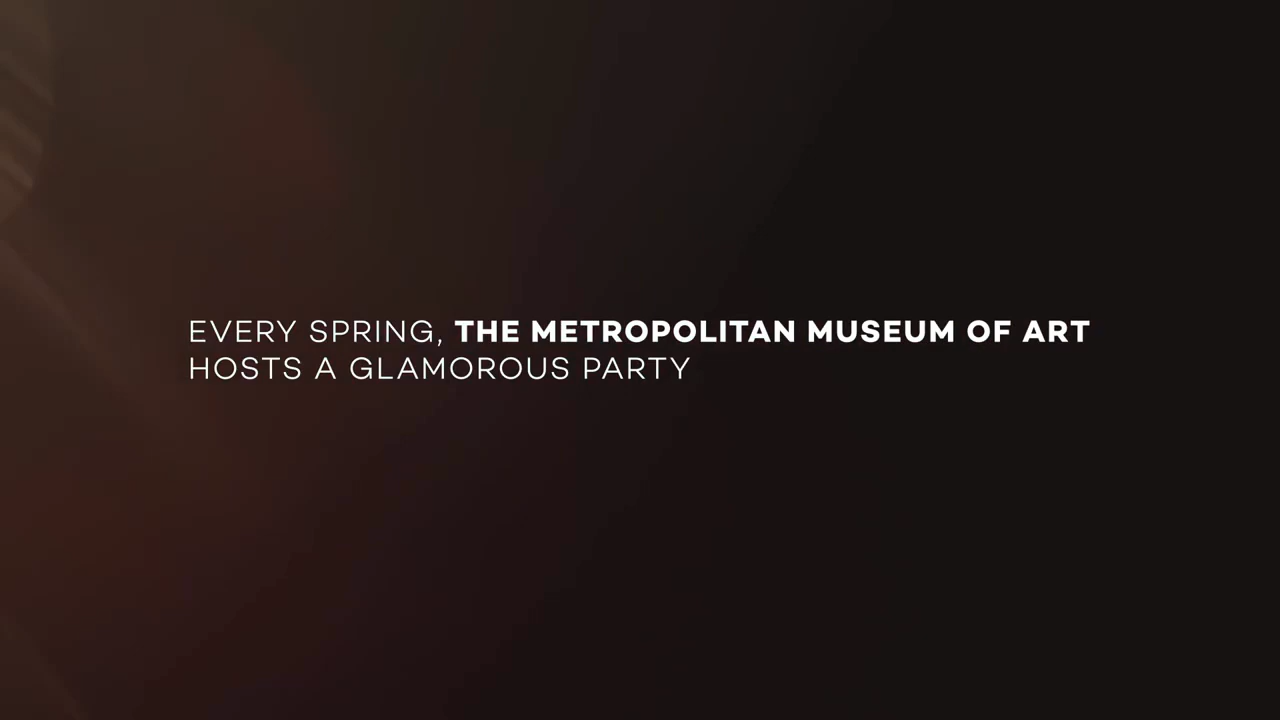 EVERY SPRING, THE METROPOLITAN MUSEUM OF ART
HOSTS A GLAMOROUS PARTY